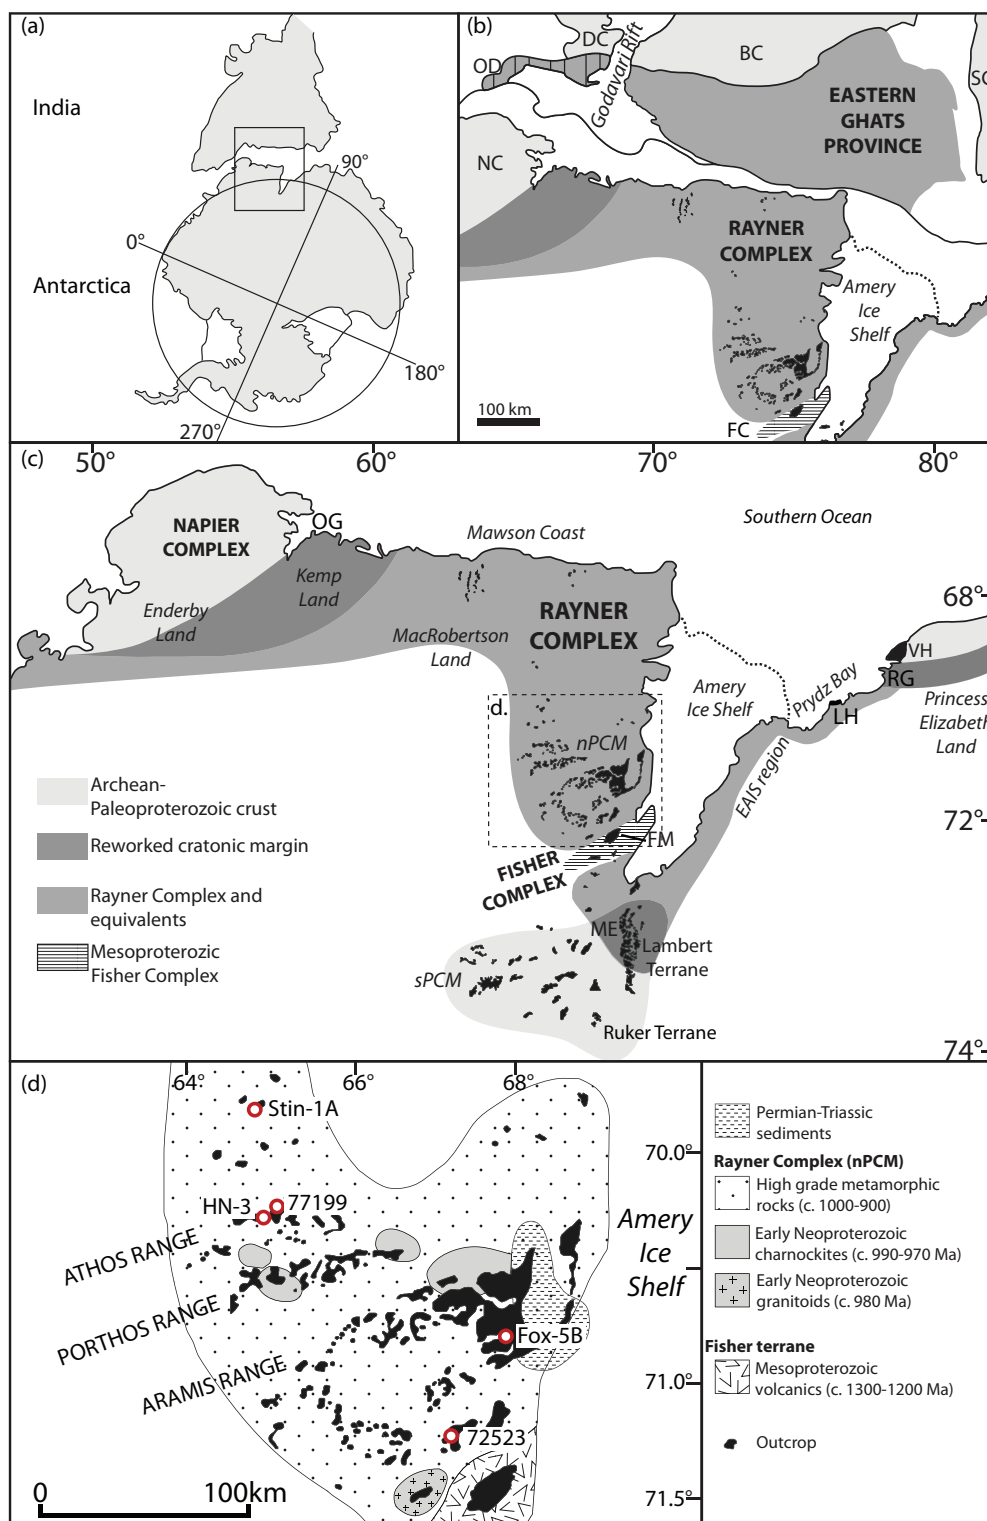 (a)
India
90°
0°
Antarctica
180°
270°
(b)
DC
OD
Godavari Rift
BC
SC
EASTERN
GHATS
PROVINCE
NC
RAYNER
COMPLEX
Amery
Ice
Shelf
100 km
FC
(c)
50°
60°
70°
80°
NAPIER
COMPLEX
OG
Mawson Coast
Southern Ocean
Kemp
Land
Enderby
Land
68°
RAYNER
COMPLEX
MacRobertson
Land
VH
RG
Prydz Bay
Amery
Ice Shelf
LH
Princess
Elizabeth
Land
d.
nPCM
EAIS region
72°
FM
FISHER
COMPLEX
ME
Lambert
Terrane
sPCM
Ruker Terrane
74°
Archean-
Paleoproterozoic crust
Reworked cratonic margin
Rayner Complex and
equivalents
Mesoproterozic
Fisher Complex
(d)
64°
66°
68°
Stin-1A
70.0°
HN-3
77199
ATHOS RANGE
PORTHOS RANGE
ARAMIS RANGE
Amery
Ice
Shelf
Fox-5B
71.0°
72523
71.5°
0
100km
Permian-Triassic
sediments
Rayner Complex (nPCM)
High grade metamorphic
rocks (c. 1000-900)
Early Neoproterozoic
charnockites (c. 990-970 Ma)
Early Neoproterozoic
granitoids (c. 980 Ma)
Fisher terrane
Mesoproterozoic
volcanics (c. 1300-1200 Ma)
Outcrop